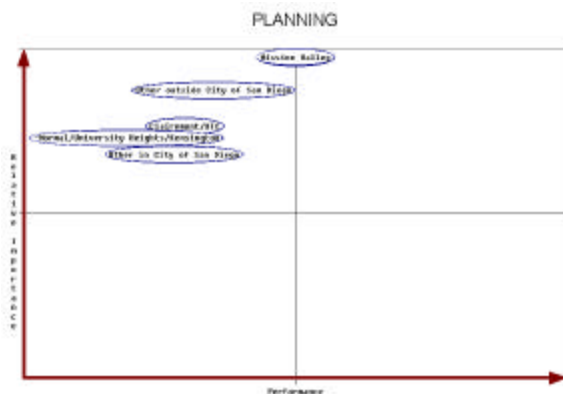 PLANNING
Mission Valley
Other outside City of San Diego
Clairemont/
Normal/University Heights/Kensington
Other in City of San Diego
Relative Importance
Performance